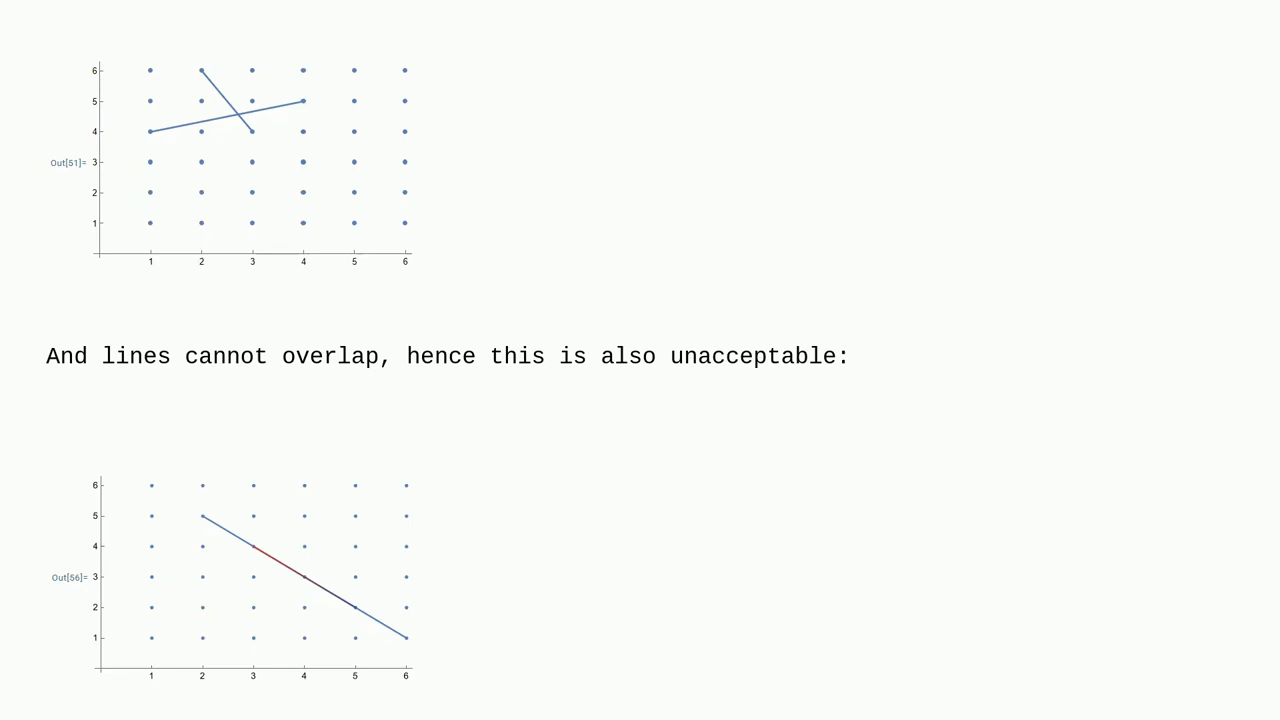 6
5
4
Out[51]= 3
2
1
1 2 3 4 5 6
And lines cannot overlap, hence this is also unacceptable:
6
5
4
Out[56]= 3
2
1
1 2 3 4 5 6